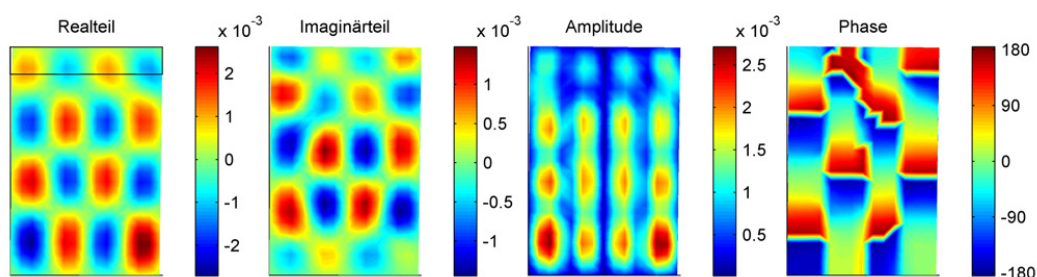 Realteil
x 10⁻³
2
1
0
-1
-2
Imaginärteil
x 10⁻³
1
0.5
0
-0.5
-1
Amplitude
x 10⁻³
2.5
2
1.5
1
0.5
Phase
180
90
0
-90
-180